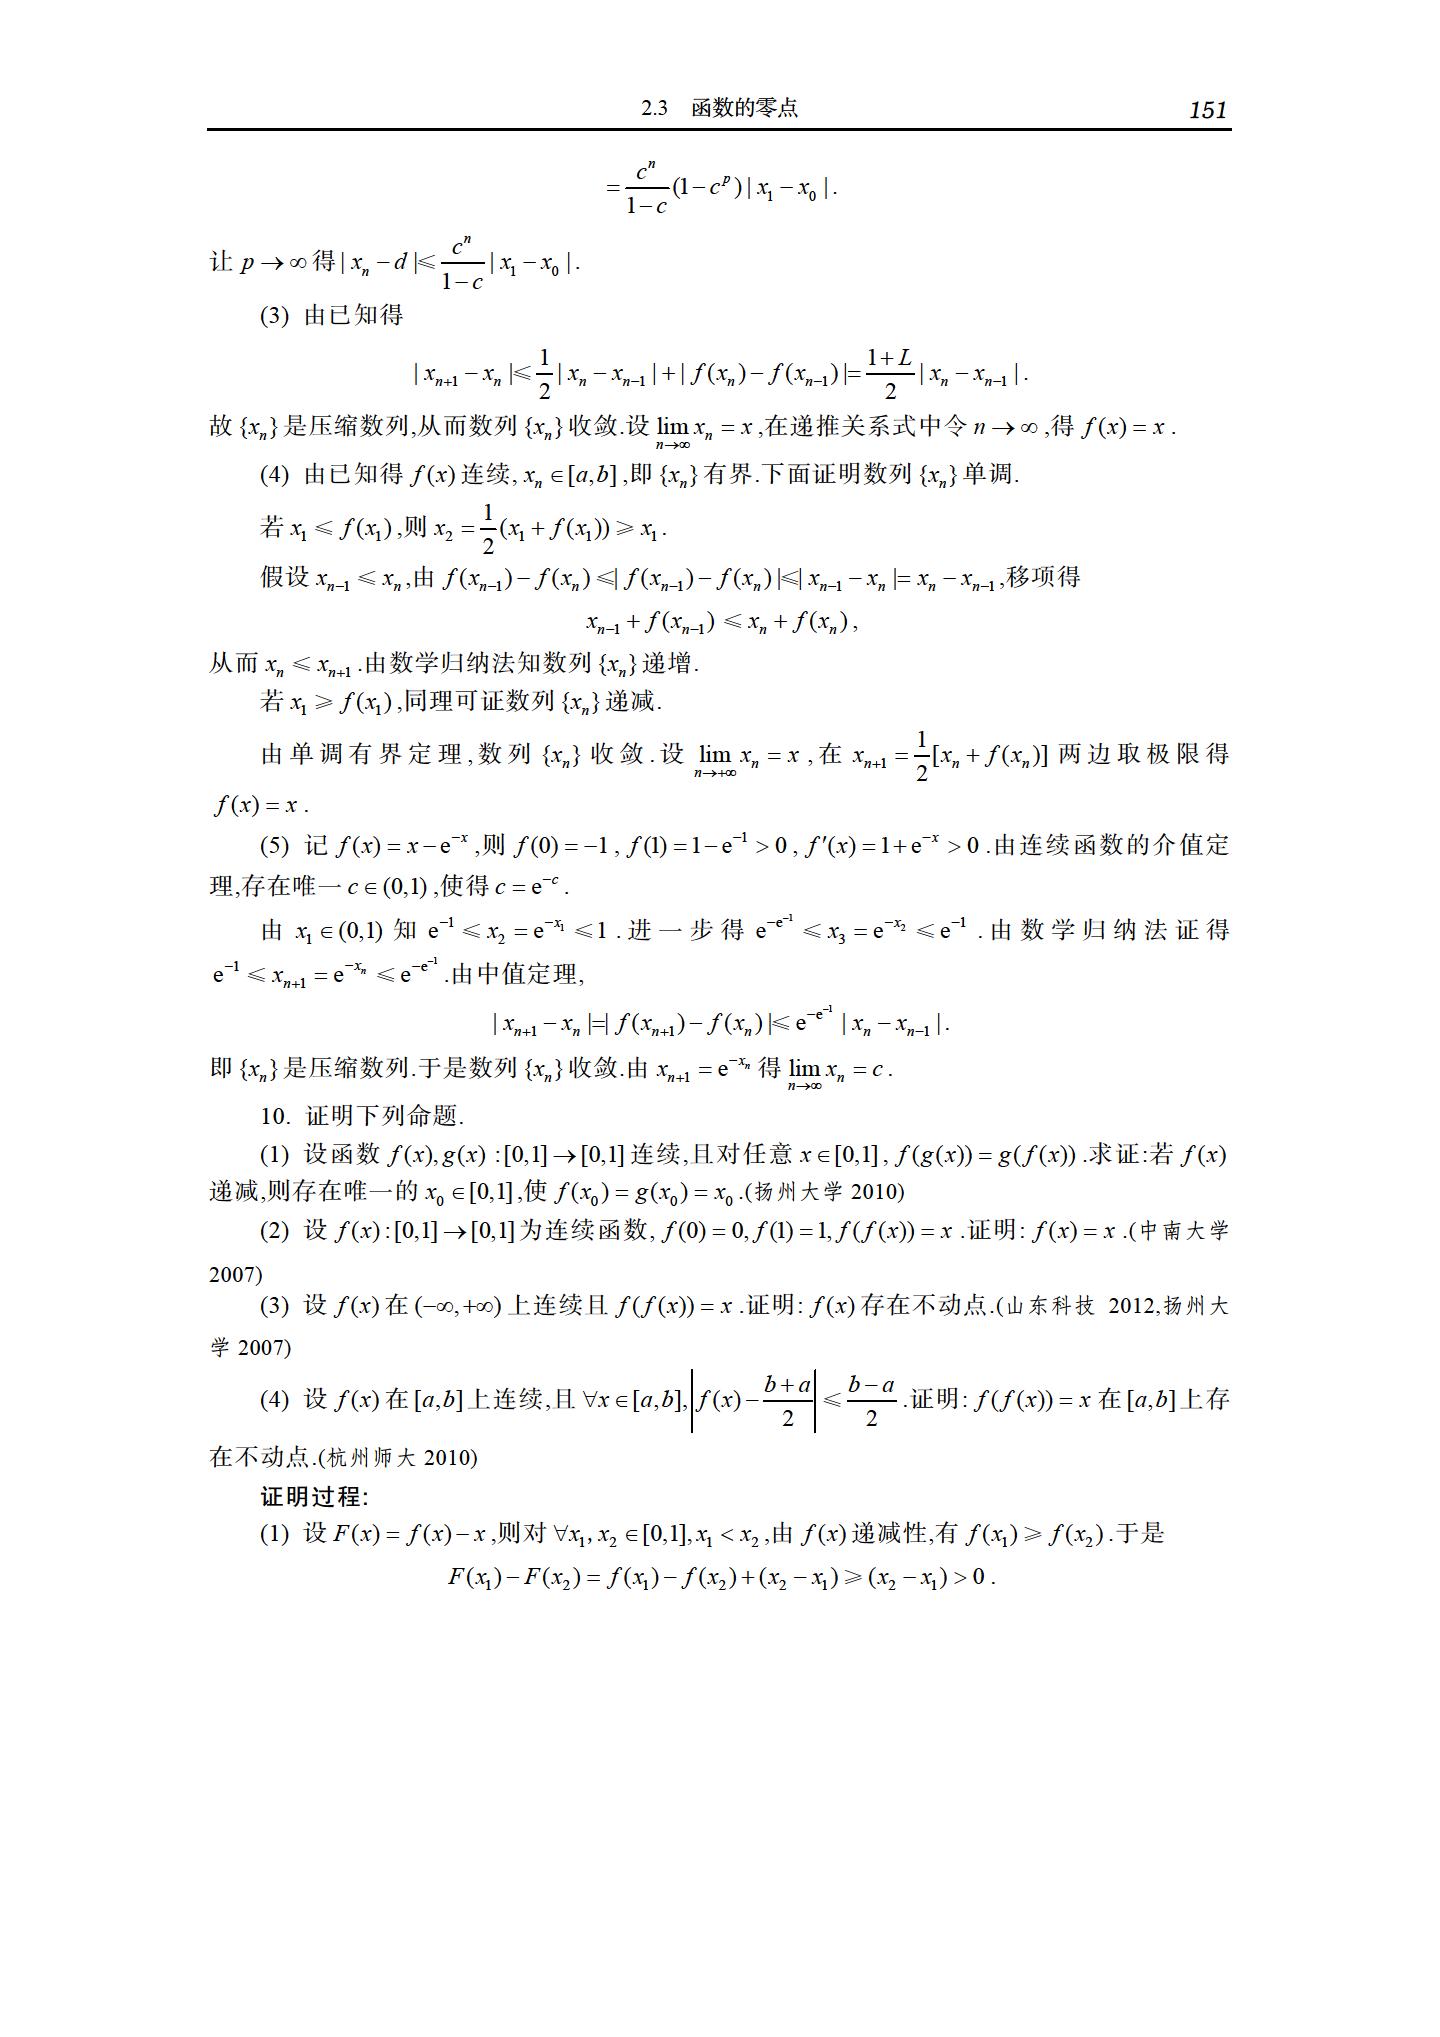 2.3 函数的零点 151
$= \frac{c^n}{1-c}(1-c^p)|x_1-x_0|.$
让 $p \to \infty$ 得 $|x_n-d| \leqslant \frac{c^n}{1-c}|x_1-x_0|.$
(3) 由已知得
$|x_{n+1}-x_n| \leqslant \frac{1}{2}|x_n-x_{n-1}|+|f(x_n)-f(x_{n-1})| = \frac{1+L}{2}|x_n-x_{n-1}|.$
故 $\{x_n\}$ 是压缩数列,从而数列 $\{x_n\}$ 收敛.设 $\lim_{n\to\infty} x_n = x$ ,在递推关系式中令 $n \to \infty$ ,得 $f(x) = x$ .
(4) 由已知得 $f(x)$ 连续, $x_n \in [a,b]$ ,即 $\{x_n\}$ 有界.下面证明数列 $\{x_n\}$ 单调.
若 $x_1 \leqslant f(x_1)$ ,则 $x_2 = \frac{1}{2}(x_1+f(x_1)) \geqslant x_1$ .
假设 $x_{n-1} \leqslant x_n$ ,由 $f(x_{n-1})-f(x_n) \leqslant |f(x_{n-1})-f(x_n)| \leqslant |x_{n-1}-x_n| = x_n-x_{n-1}$ ,移项得
$x_{n-1}+f(x_{n-1}) \leqslant x_n+f(x_n)$ ,
从而 $x_n \leqslant x_{n+1}$ .由数学归纳法知数列 $\{x_n\}$ 递增.
若 $x_1 \geqslant f(x_1)$ ,同理可证数列 $\{x_n\}$ 递减.
由单调有界定理,数列 $\{x_n\}$ 收敛.设 $\lim_{n\to+\infty} x_n = x$ ,在 $x_{n+1} = \frac{1}{2}[x_n+f(x_n)]$ 两边取极限得
$f(x) = x$ .
(5) 记 $f(x) = x-e^{-x}$ ,则 $f(0) = -1$ , $f(1) = 1-e^{-1} > 0$ , $f'(x) = 1+e^{-x} > 0$ .由连续函数的介值定
理,存在唯一 $c \in (0,1)$ ,使得 $c = e^{-c}$ .
由 $x_1 \in (0,1)$ 知 $e^{-1} \leqslant x_2 = e^{-x_1} \leqslant 1$ .进一步得 $e^{-e^{-1}} \leqslant x_3 = e^{-x_2} \leqslant e^{-1}$ .由数学归纳法证得
$e^{-1} \leqslant x_{n+1} = e^{-x_n} \leqslant e^{-e^{-1}}$ .由中值定理,
$|x_{n+1}-x_n| = |f(x_{n+1})-f(x_n)| \leqslant e^{-e^{-1}}|x_n-x_{n-1}|.$
即 $\{x_n\}$ 是压缩数列.于是数列 $\{x_n\}$ 收敛.由 $x_{n+1} = e^{-x_n}$ 得 $\lim_{n\to\infty} x_n = c$ .
10. 证明下列命题.
(1) 设函数 $f(x),g(x):[0,1] \to [0,1]$ 连续,且对任意 $x \in [0,1]$ , $f(g(x)) = g(f(x))$ .求证:若 $f(x)$
递减,则存在唯一的 $x_0 \in [0,1]$ ,使 $f(x_0) = g(x_0) = x_0$ .(扬州大学 2010)
(2) 设 $f(x):[0,1] \to [0,1]$ 为连续函数, $f(0) = 0, f(1) = 1, f(f(x)) = x$ .证明: $f(x) = x$ .(中南大学
2007)
(3) 设 $f(x)$ 在 $(-\infty,+\infty)$ 上连续且 $f(f(x)) = x$ .证明: $f(x)$ 存在不动点.(山东科技 2012,扬州大
学 2007)
(4) 设 $f(x)$ 在 $[a,b]$ 上连续,且 $\forall x \in [a,b], \left|f(x)-\frac{b+a}{2}\right| \leqslant \frac{b-a}{2}$ .证明: $f(f(x)) = x$ 在 $[a,b]$ 上存
在不动点.(杭州师大 2010)
证明过程:
(1) 设 $F(x) = f(x)-x$ ,则对 $\forall x_1, x_2 \in [0,1], x_1 < x_2$ ,由 $f(x)$ 递减性,有 $f(x_1) \geqslant f(x_2)$ .于是
$F(x_1)-F(x_2) = f(x_1)-f(x_2)+(x_2-x_1) \geqslant (x_2-x_1) > 0$ .